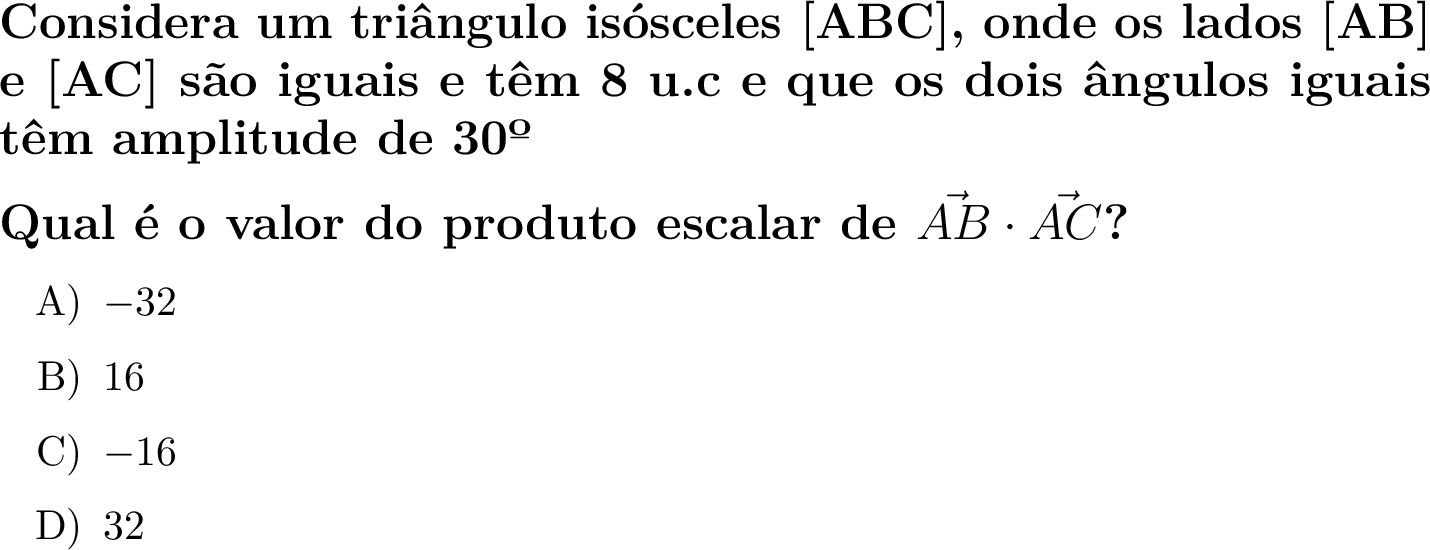 Considera um triângulo isósceles [ABC], onde os lados [AB]
e [AC] são iguais e têm 8 u.c e que os dois ângulos iguais
têm amplitude de 30º
Qual é o valor do produto escalar de $\vec{AB} \cdot \vec{AC}$?
A) −32
B) 16
C) −16
D) 32